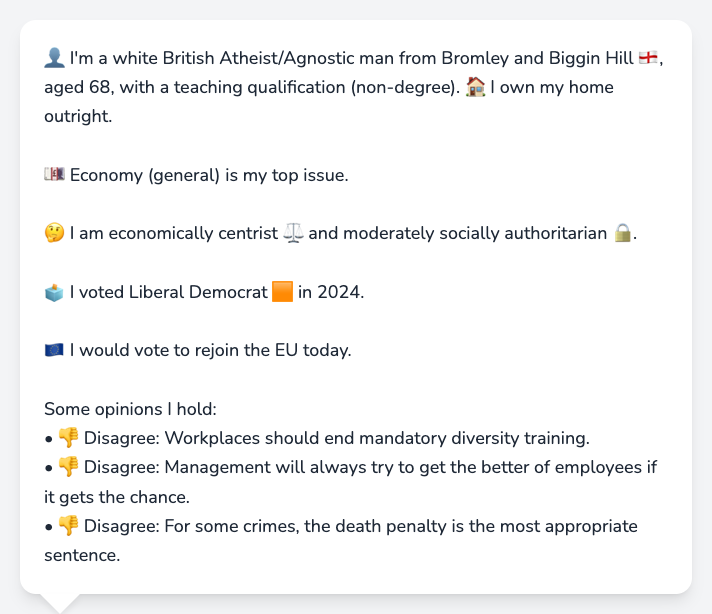 👤 I'm a white British Atheist/Agnostic man from Bromley and Biggin Hill 🏴󠁧󠁢󠁥󠁮󠁧󠁿,
aged 68, with a teaching qualification (non-degree). 🏠 I own my home
outright.
💷 Economy (general) is my top issue.
🤔 I am economically centrist ⚖️ and moderately socially authoritarian 🔒.
🗳️ I voted Liberal Democrat 🟧 in 2024.
🇪🇺 I would vote to rejoin the EU today.
Some opinions I hold:
• 👎 Disagree: Workplaces should end mandatory diversity training.
• 👎 Disagree: Management will always try to get the better of employees if
it gets the chance.
• 👎 Disagree: For some crimes, the death penalty is the most appropriate
sentence.